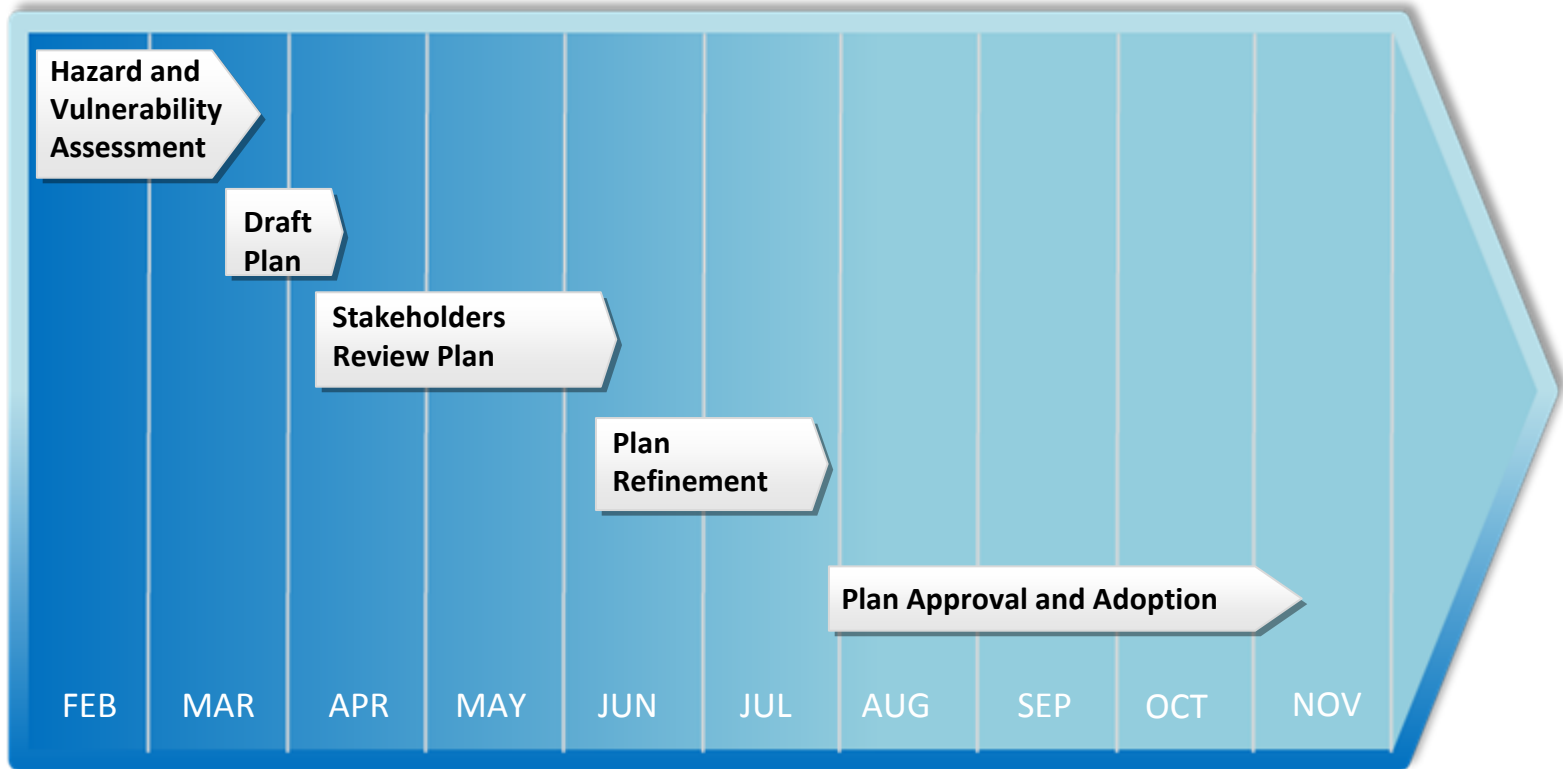 Hazard and
Vulnerability
Assessment
Draft
Plan
Stakeholders
Review Plan
Plan
Refinement
Plan Approval and Adoption
FEB MAR APR MAY JUN JUL AUG SEP OCT NOV